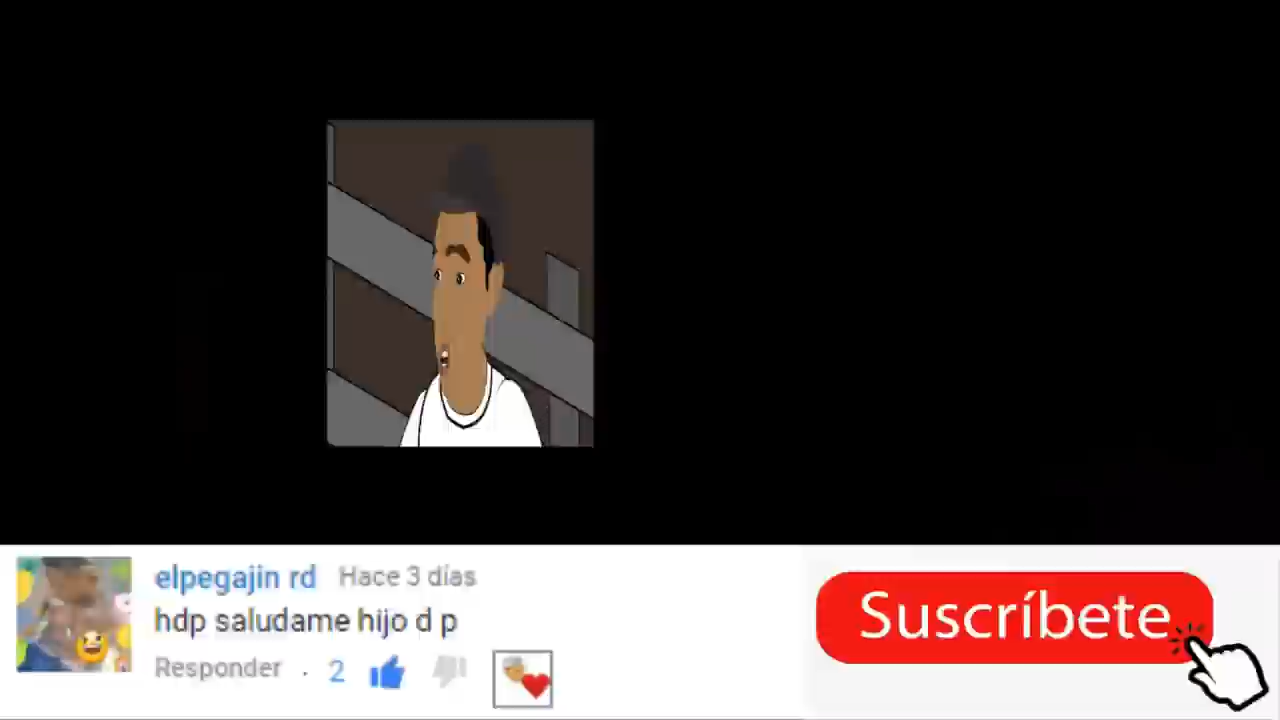 elpegajin rd Hace 3 días
hdp saludame hijo d p
Responder . 2
Suscríbete